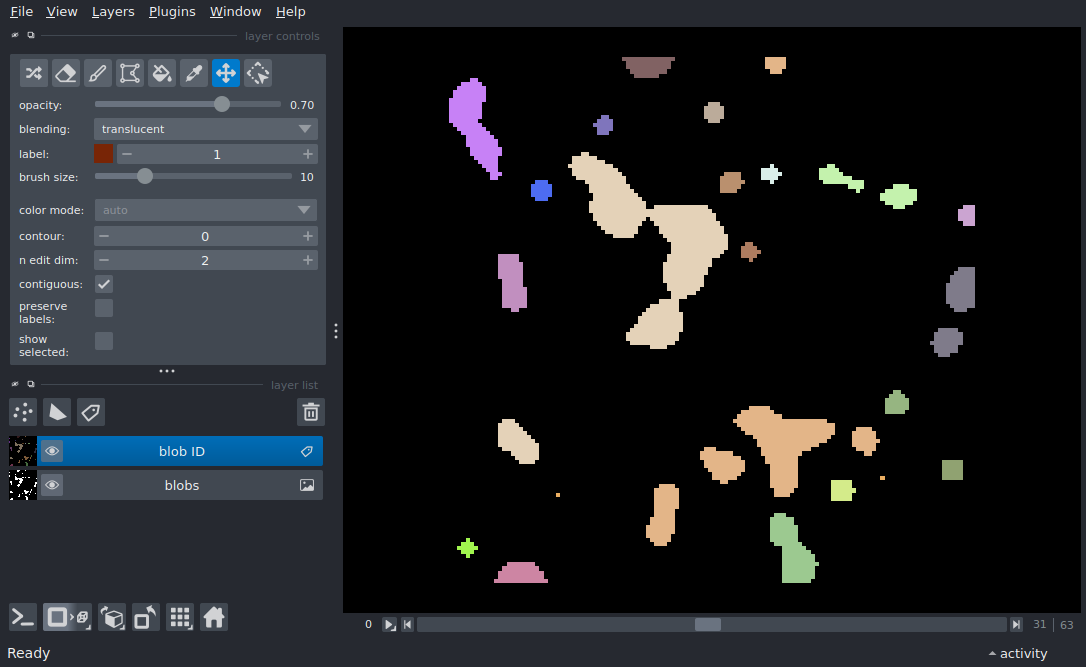 File View Layers Plugins Window Help
layer controls
opacity: 0.70
blending: translucent
label: 1
brush size: 10
color mode: auto
contour: 0
n edit dim: 2
contiguous:
preserve
labels:
show
selected:
layer list
blob ID
blobs
0 31 63
Ready activity